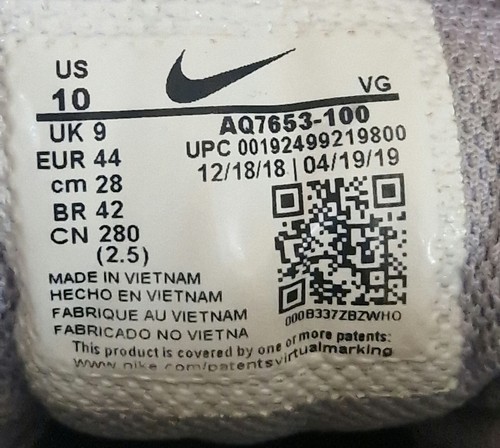 US
10
VG
UK 9
EUR 44
cm 28
BR 42
CN 280
(2.5)
AQ7653-100
UPC 00192499219800
12/18/18 | 04/19/19
000B337ZBZWHO
MADE IN VIETNAM
HECHO EN VIETNAM
FABRIQUE AU VIETNAM
FABRICADO NO VIETNA
This product is covered by one or more patents:
www.nike.com/patentsvirtualmarking